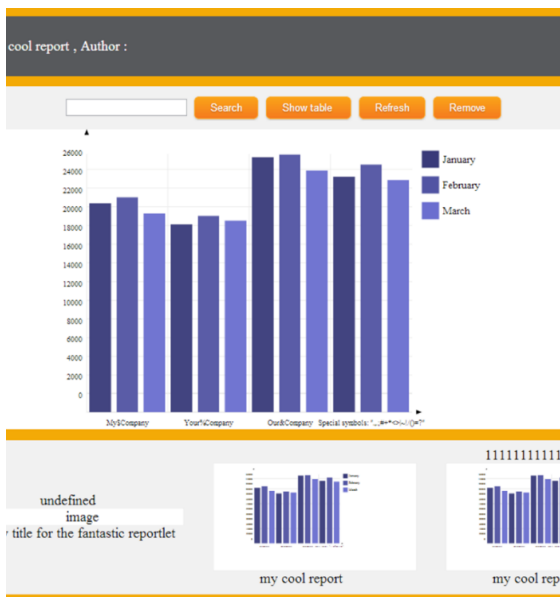 cool report , Author :
Search Show table Refresh Remove
26000
24000
22000
20000
18000
16000
14000
12000
10000
8000
6000
4000
2000
0
January
February
March
My$Company Your%Company Our&Company Special symbols:
undefined
image
title for the fantastic reportlet
my cool report
my cool rep